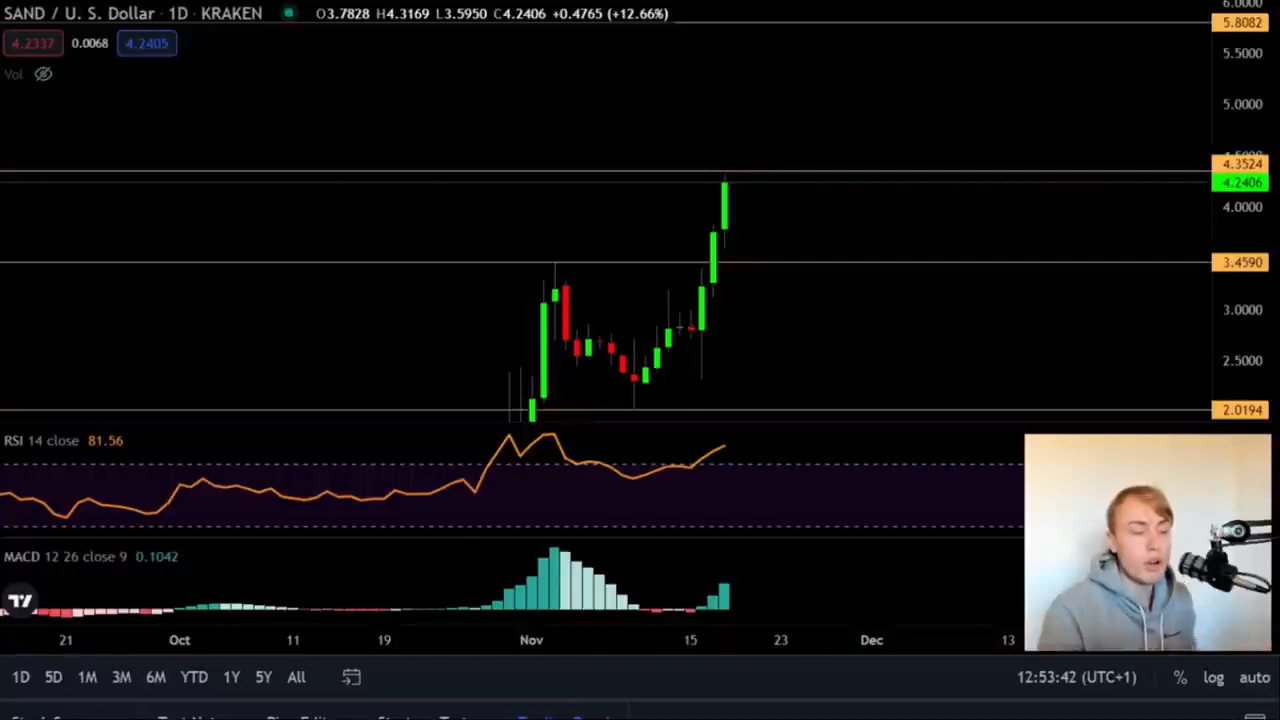 SAND / U. S. Dollar · 1D · KRAKEN O3.7828 H4.3169 L3.5950 C4.2406 +0.4765 (+12.66%)
6.0000
5.8082
4.2337 0.0068 4.2405
5.5000
Vol
5.0000
4.3524
4.2406
4.0000
3.4590
3.0000
2.5000
2.0194
RSI 14 close 81.56
MACD 12 26 close 9 0.1042
21 Oct 11 19 Nov 15 23 Dec 13
1D 5D 1M 3M 6M YTD 1Y 5Y All 12:53:42 (UTC+1) % log auto